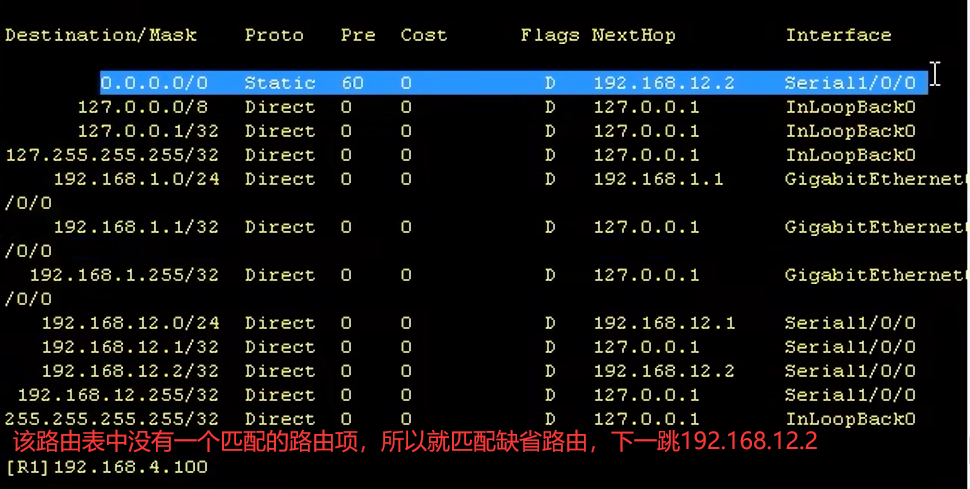 Destination/Mask Proto Pre Cost Flags NextHop Interface
0.0.0.0/0 Static 60 0 D 192.168.12.2 Serial1/0/0
127.0.0.0/8 Direct 0 0 D 127.0.0.1 InLoopBack0
127.0.0.1/32 Direct 0 0 D 127.0.0.1 InLoopBack0
127.255.255.255/32 Direct 0 0 D 127.0.0.1 InLoopBack0
192.168.1.0/24 Direct 0 0 D 192.168.1.1 GigabitEthernet
/0/0
192.168.1.1/32 Direct 0 0 D 127.0.0.1 GigabitEthernet
/0/0
192.168.1.255/32 Direct 0 0 D 127.0.0.1 GigabitEthernet
/0/0
192.168.12.0/24 Direct 0 0 D 192.168.12.1 Serial1/0/0
192.168.12.1/32 Direct 0 0 D 127.0.0.1 Serial1/0/0
192.168.12.2/32 Direct 0 0 D 192.168.12.2 Serial1/0/0
192.168.12.255/32 Direct 0 0 D 127.0.0.1 Serial1/0/0
255.255.255.255/32 Direct 0 0 D 127.0.0.1 InLoopBack0
该路由表中没有一个匹配的路由项，所以就匹配缺省路由，下一跳192.168.12.2
[R1]192.168.4.100